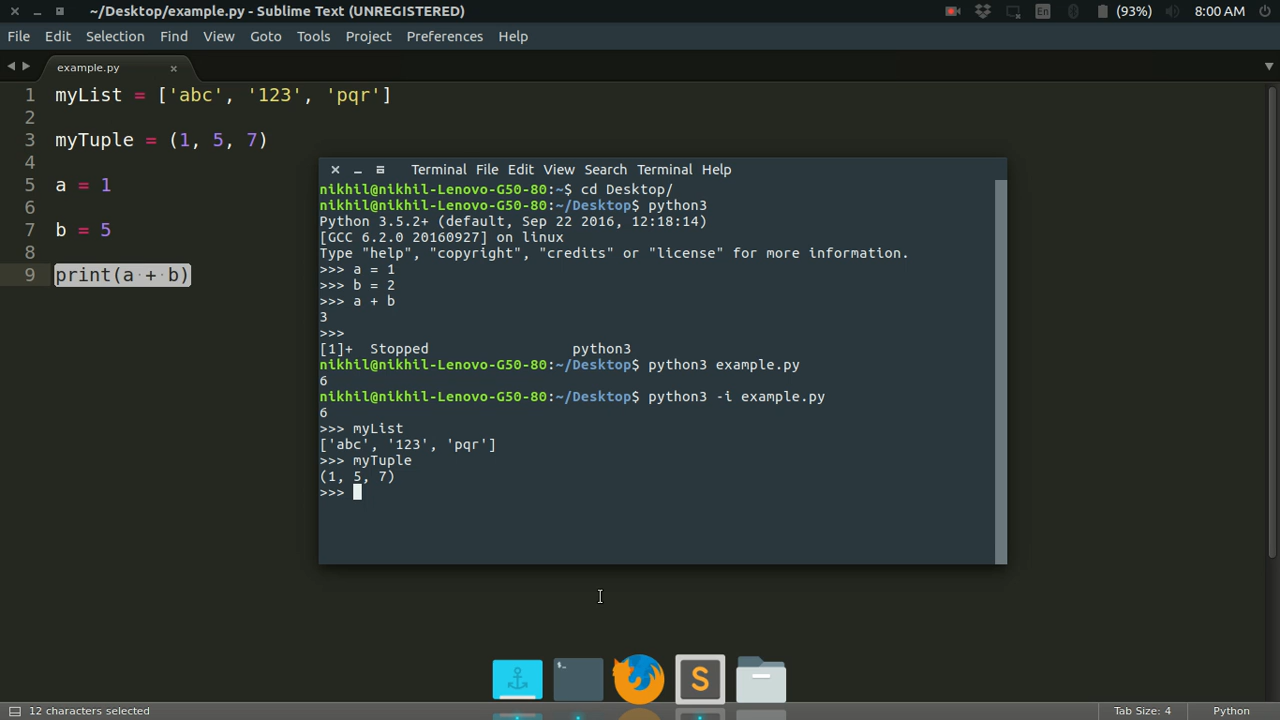 ~/Desktop/example.py - Sublime Text (UNREGISTERED)
En (93%) 8:00 AM
File Edit Selection Find View Goto Tools Project Preferences Help
example.py
1 myList = ['abc', '123', 'pqr']
2
3 myTuple = (1, 5, 7)
4
5 a = 1
6
7 b = 5
8
9 print(a + b)
Terminal File Edit View Search Terminal Help
nikhil@nikhil-Lenovo-G50-80:~$ cd Desktop/
nikhil@nikhil-Lenovo-G50-80:~/Desktop$ python3
Python 3.5.2+ (default, Sep 22 2016, 12:18:14)
[GCC 6.2.0 20160927] on linux
Type "help", "copyright", "credits" or "license" for more information.
>>> a = 1
>>> b = 2
>>> a + b
3
>>>
[1]+  Stopped                 python3
nikhil@nikhil-Lenovo-G50-80:~/Desktop$ python3 example.py
6
nikhil@nikhil-Lenovo-G50-80:~/Desktop$ python3 -i example.py
6
>>> myList
['abc', '123', 'pqr']
>>> myTuple
(1, 5, 7)
>>>
S
12 characters selected
Tab Size: 4 Python